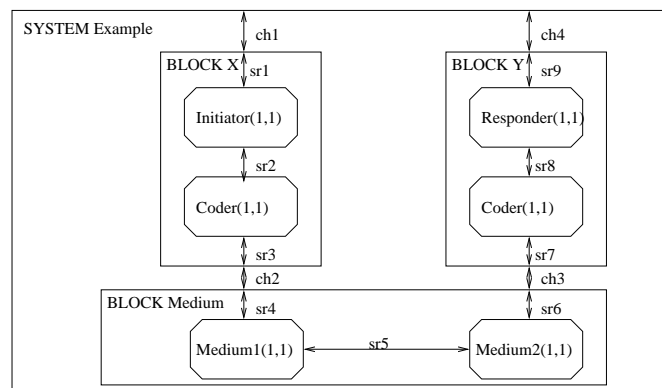 SYSTEM Example
ch1
ch4
BLOCK X
sr1
BLOCK Y
sr9
Initiator(1,1)
Responder(1,1)
sr2
sr8
Coder(1,1)
Coder(1,1)
sr3
sr7
ch2
ch3
BLOCK Medium
sr4
sr6
Medium1(1,1)
sr5
Medium2(1,1)